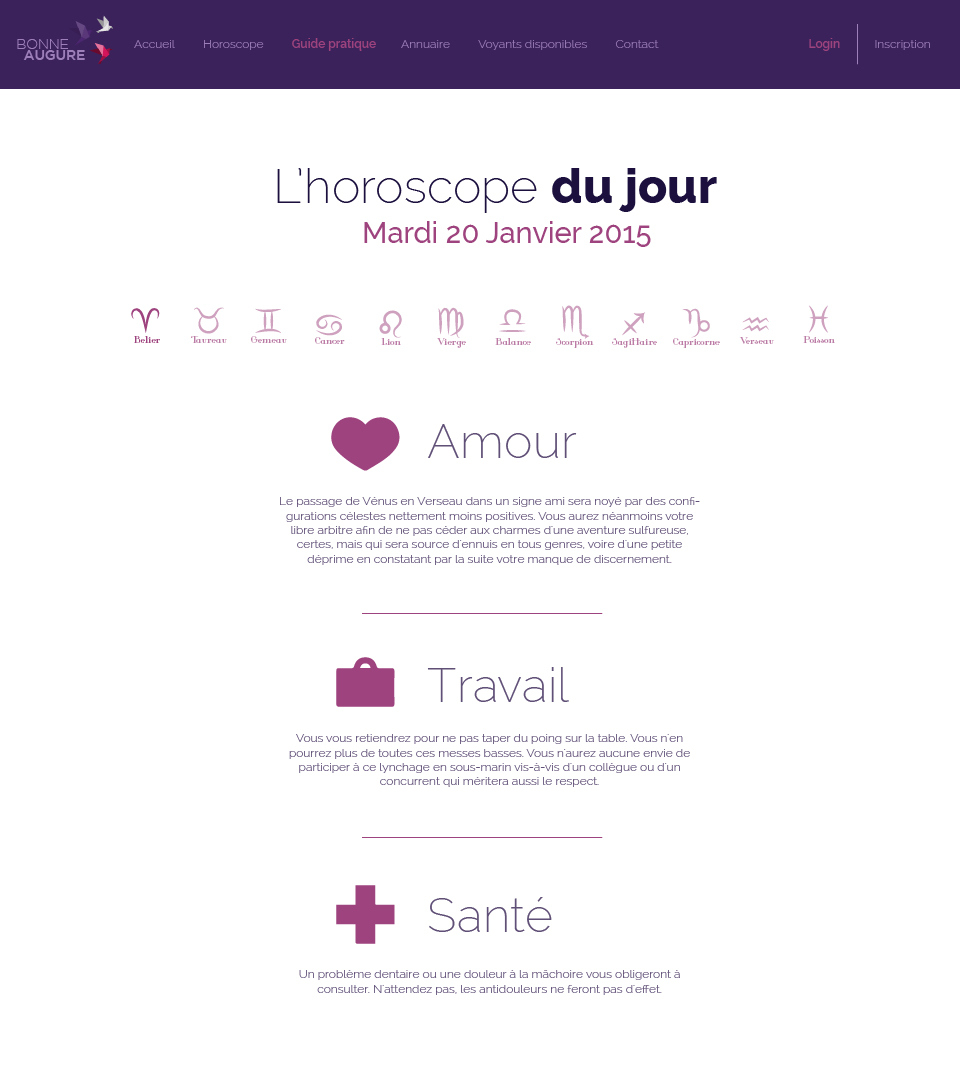 BONNE
AUGURE
Accueil Horoscope Guide pratique Annuaire Voyants disponibles Contact Login Inscription
L'horoscope du jour
Mardi 20 Janvier 2015
Belier Taureau Gemeau Cancer Lion Vierge Balance Scorpion Sagittaire Capricorne Verseau Poisson
Amour
Le passage de Vénus en Verseau dans un signe ami sera noyé par des confi-
gurations célestes nettement moins positives. Vous aurez néanmoins votre
libre arbitre afin de ne pas céder aux charmes d'une aventure sulfureuse,
certes, mais qui sera source d'ennuis en tous genres, voire d'une petite
déprime en constatant par la suite votre manque de discernement.
Travail
Vous vous retiendrez pour ne pas taper du poing sur la table. Vous n'en
pourrez plus de toutes ces messes basses. Vous n'aurez aucune envie de
participer à ce lynchage en sous-marin vis-à-vis d'un collègue ou d'un
concurrent qui méritera aussi le respect.
Santé
Un problème dentaire ou une douleur à la mâchoire vous obligeront à
consulter. N'attendez pas, les antidouleurs ne feront pas d'effet.